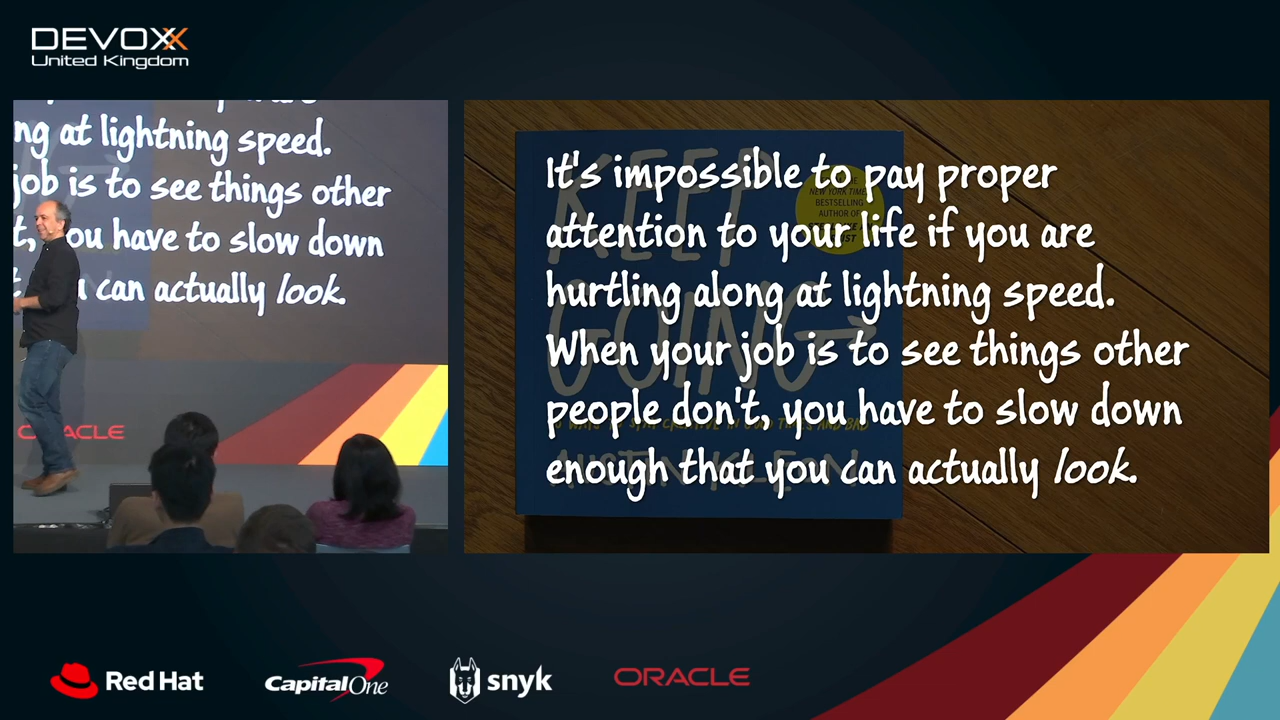 DEVOXX
United Kingdom
ng at lightning speed.
job is to see things other
ou have to slow down
can actually look.
ORACLE
It's impossible to pay proper
attention to your life if you are
hurtling along at lightning speed.
When your job is to see things other
people don't, you have to slow down
enough that you can actually look.
KEEP
GOING
NEW YORK TIMES
BESTSELLING
AUTHOR OF
AUSTIN KLEON
Red Hat
CapitalOne
snyk
ORACLE